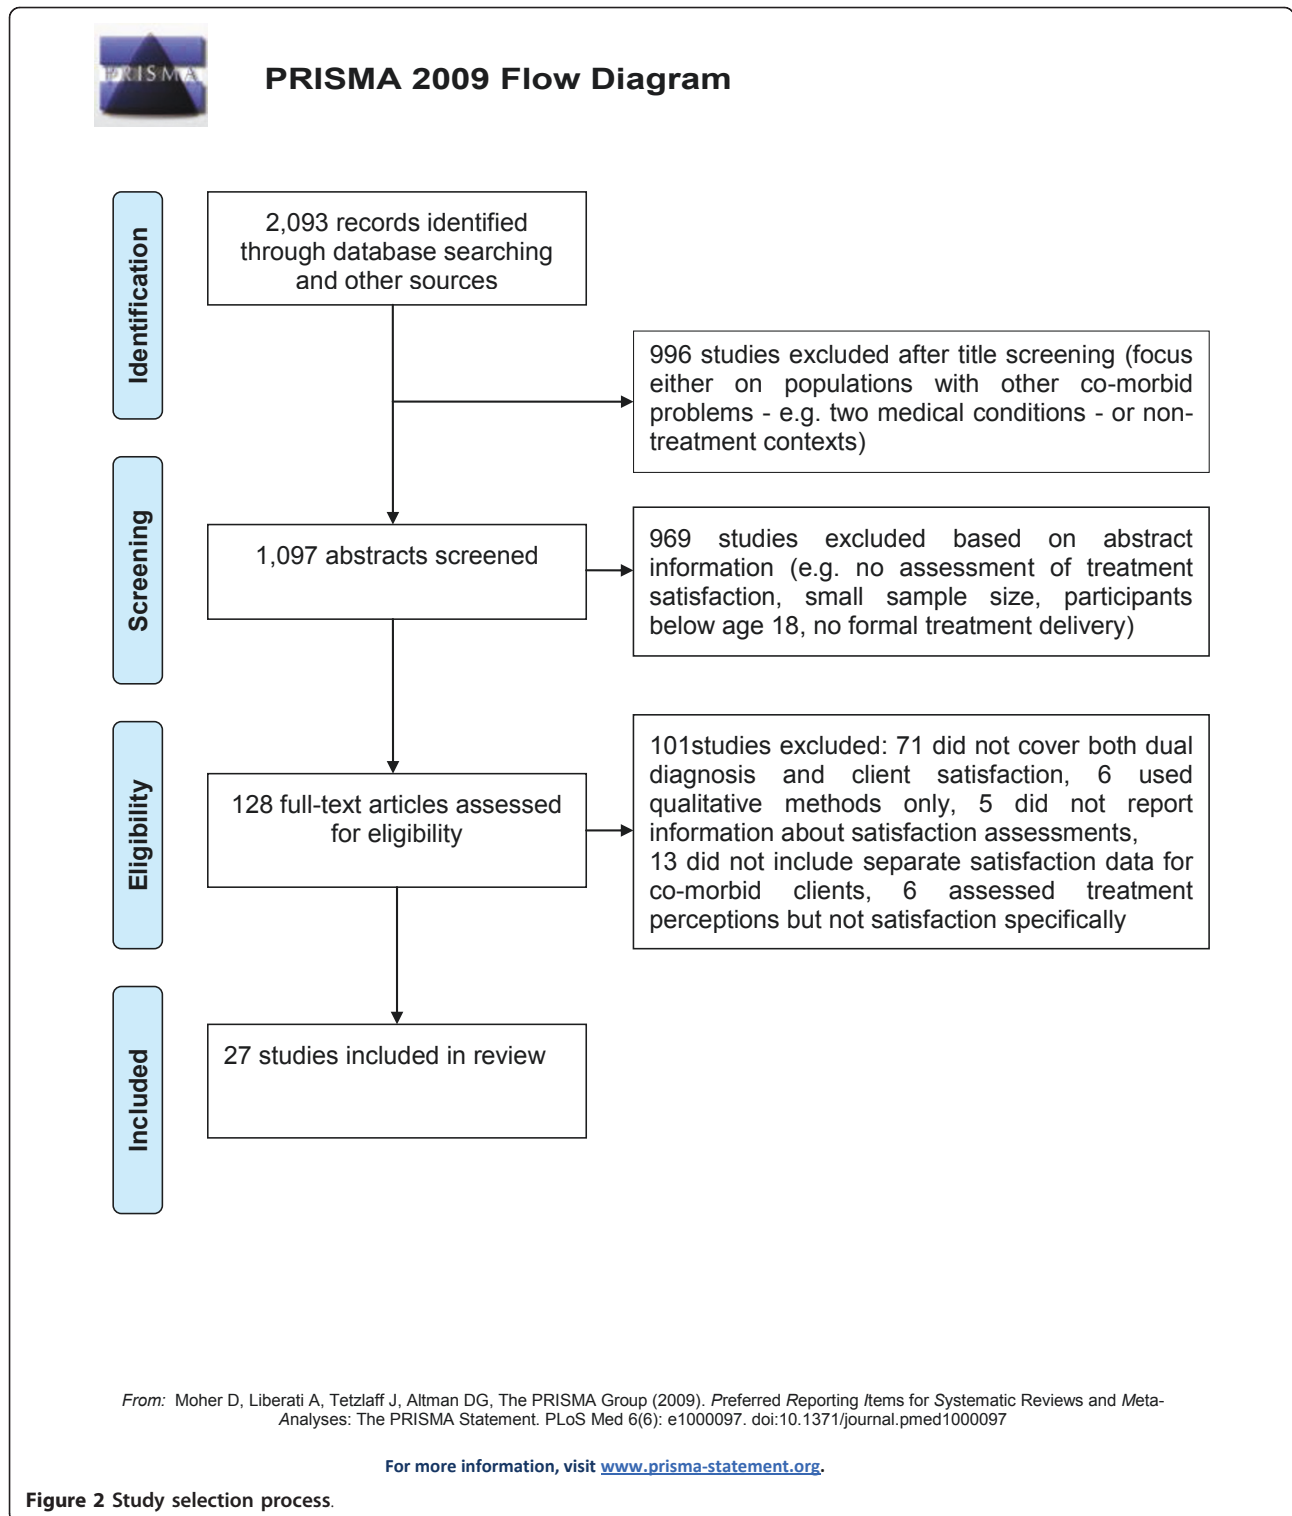 PRISMA
PRISMA 2009 Flow Diagram
Identification
2,093 records identified
through database searching
and other sources
996 studies excluded after title screening (focus
either on populations with other co-morbid
problems - e.g. two medical conditions - or non-
treatment contexts)
Screening
1,097 abstracts screened
969 studies excluded based on abstract
information (e.g. no assessment of treatment
satisfaction, small sample size, participants
below age 18, no formal treatment delivery)
Eligibility
128 full-text articles assessed
for eligibility
101studies excluded: 71 did not cover both dual
diagnosis and client satisfaction, 6 used
qualitative methods only, 5 did not report
information about satisfaction assessments,
13 did not include separate satisfaction data for
co-morbid clients, 6 assessed treatment
perceptions but not satisfaction specifically
Included
27 studies included in review
From: Moher D, Liberati A, Tetzlaff J, Altman DG, The PRISMA Group (2009). Preferred Reporting Items for Systematic Reviews and Meta-
Analyses: The PRISMA Statement. PLoS Med 6(6): e1000097. doi:10.1371/journal.pmed1000097
For more information, visit www.prisma-statement.org.
Figure 2 Study selection process.